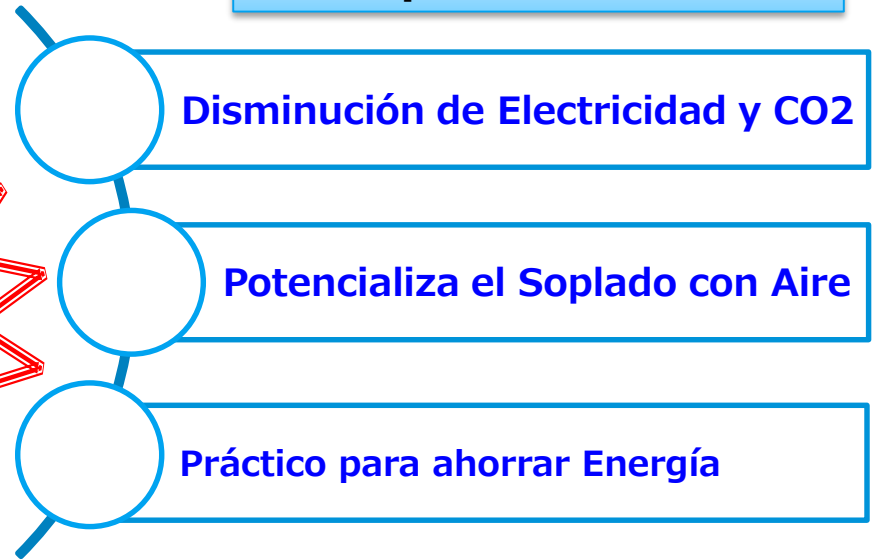 Disminución de Electricidad y CO2
Potencializa el Soplado con Aire
Práctico para ahorrar Energía